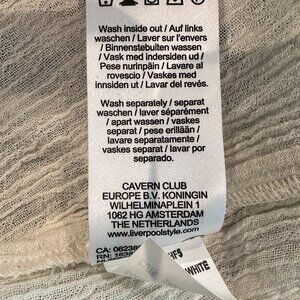 Wash inside out / Auf links
waschen / Laver sur l'envers
/ Binnenstebuiten wassen
/ Vask med indersiden ud /
Pese nurinpäin / Lavare al
rovescio / Vaskes med
innsiden ut / Lavar del revés.
Wash separately / separat
waschen / laver séparément
/ apart wassen / vaskes
separat / pese erillään /
lavare separatamente /
vaskes separat / lavar por
separado.
CAVERN CLUB
EUROPE B.V. KONINGIN
WILHELMINAPLEIN 1
1062 HG AMSTERDAM
THE NETHERLANDS
www.liverpoolstyle.com
CA:
RN:
WHITE